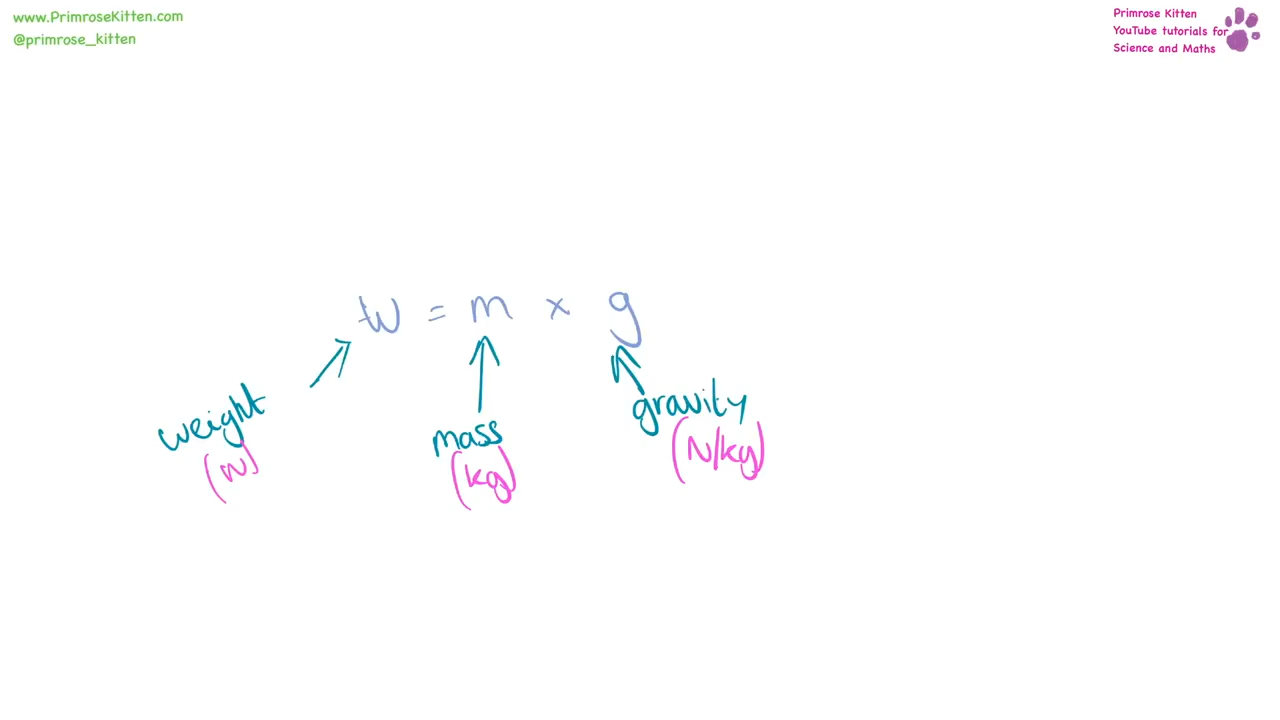 www.PrimroseKitten.com
@primrose_kitten
Primrose Kitten
YouTube tutorials for
Science and Maths
W = m x g
weight
(N)
mass
(kg)
gravity
(N/kg)